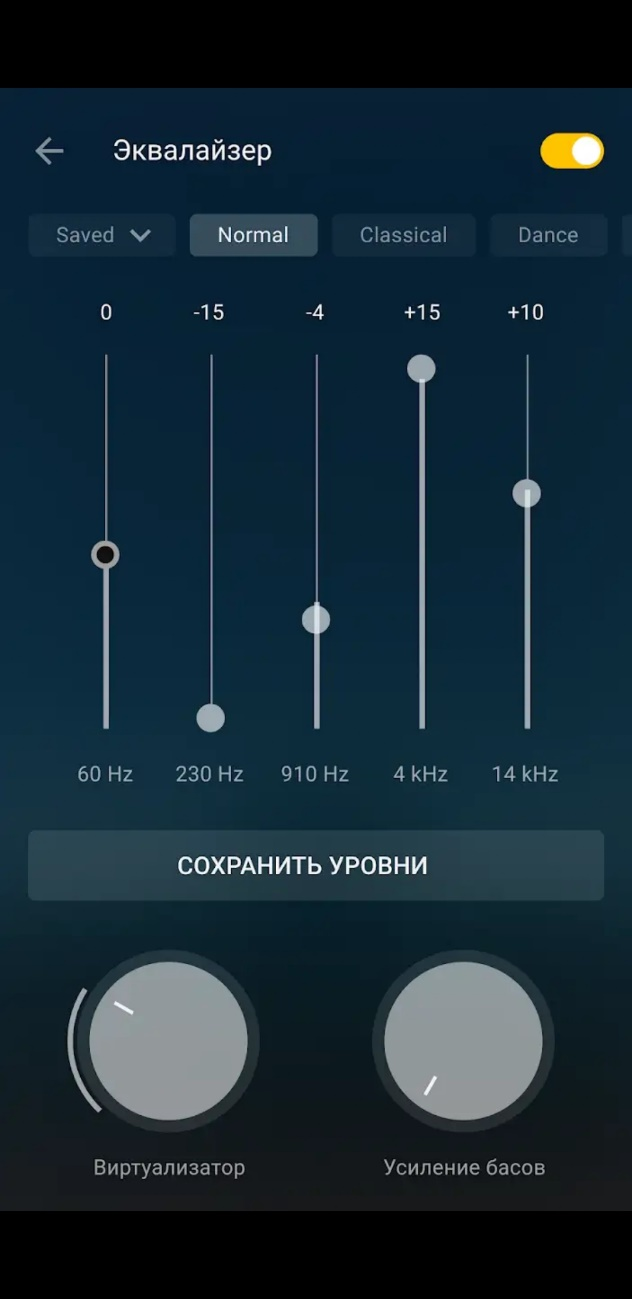 Эквалайзер
Saved Normal Classical Dance
0 -15 -4 +15 +10
60 Hz 230 Hz 910 Hz 4 kHz 14 kHz
СОХРАНИТЬ УРОВНИ
Виртуализатор Усиление басов